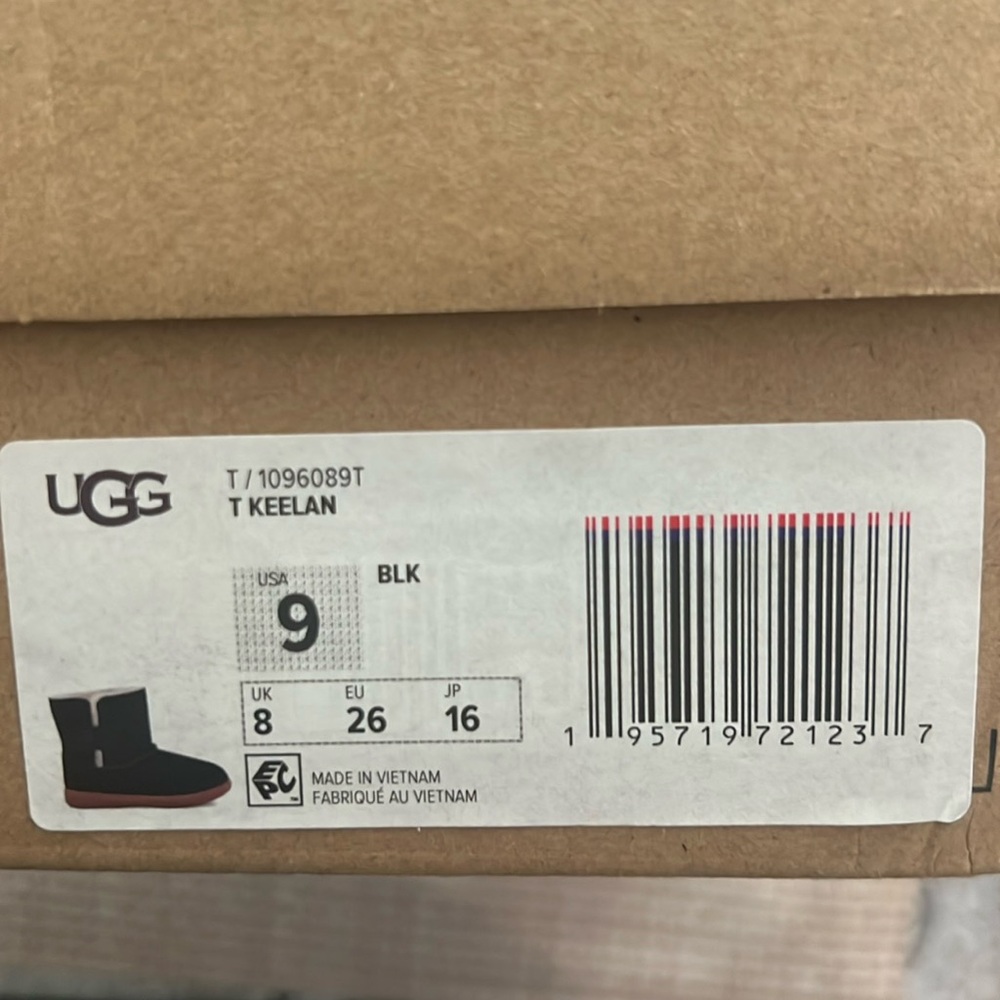 UGG
T / 1096089T
T KEELAN
USA
9
BLK
UK EU JP
8 26 16
1 95719 72123 7
EPC
MADE IN VIETNAM
FABRIQUÉ AU VIETNAM